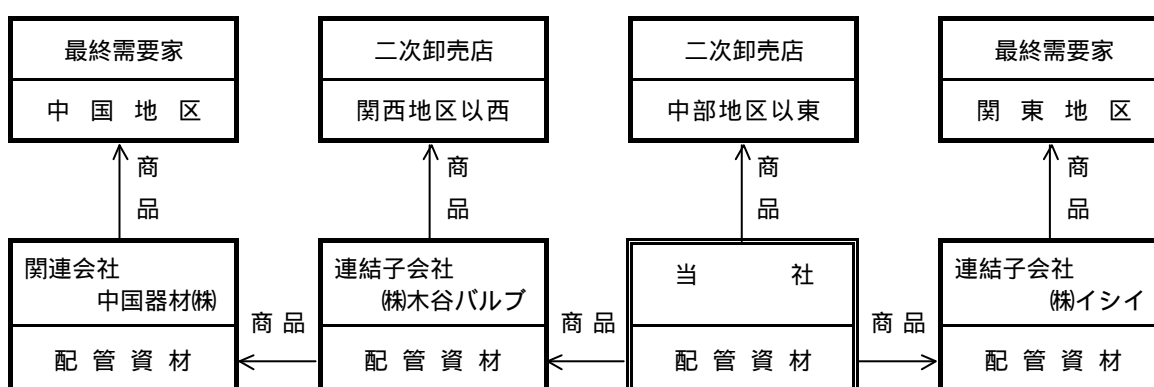 最終需要家
中国地区
二次卸売店
関西地区以西
二次卸売店
中部地区以東
最終需要家
関東地区
商品
商品
商品
商品
関連会社
中国器材㈱
配管資材
商品
連結子会社
㈱木谷バルブ
配管資材
商品
当社
配管資材
商品
連結子会社
㈱イシイ
配管資材